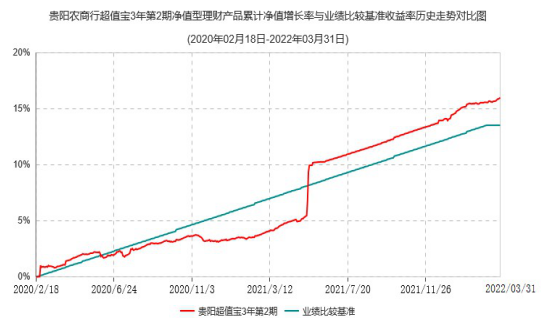 贵阳农商行超值宝3年第2期净值型理财产品累计净值增长率与业绩比较基准收益率历史走势对比图
(2020年02月18日-2022年03月31日)
20%
15%
10%
5%
0%
2020/2/18 2020/6/24 2020/11/3 2021/3/12 2021/7/20 2021/11/26 2022/03/31
贵阳超值宝3年第2期 业绩比较基准